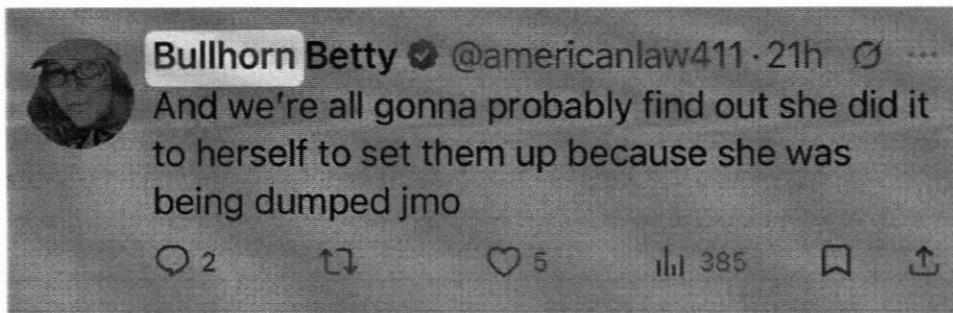 Bullhorn Betty @americanlaw411 · 21h
And we're all gonna probably find out she did it
to herself to set them up because she was
being dumped jmo
2 5 385